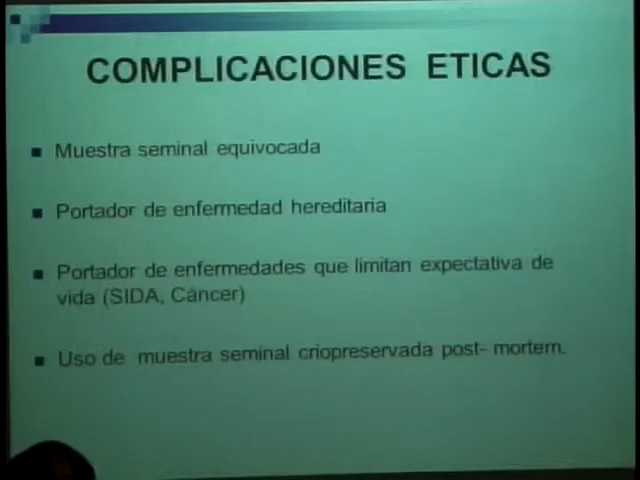 COMPLICACIONES ETICAS
Muestra seminal equivocada
Portador de enfermedad hereditaria
Portador de enfermedades que limitan expectativa de
vida (SIDA, Cáncer)
Uso de muestra seminal criopreservada post- mortem.